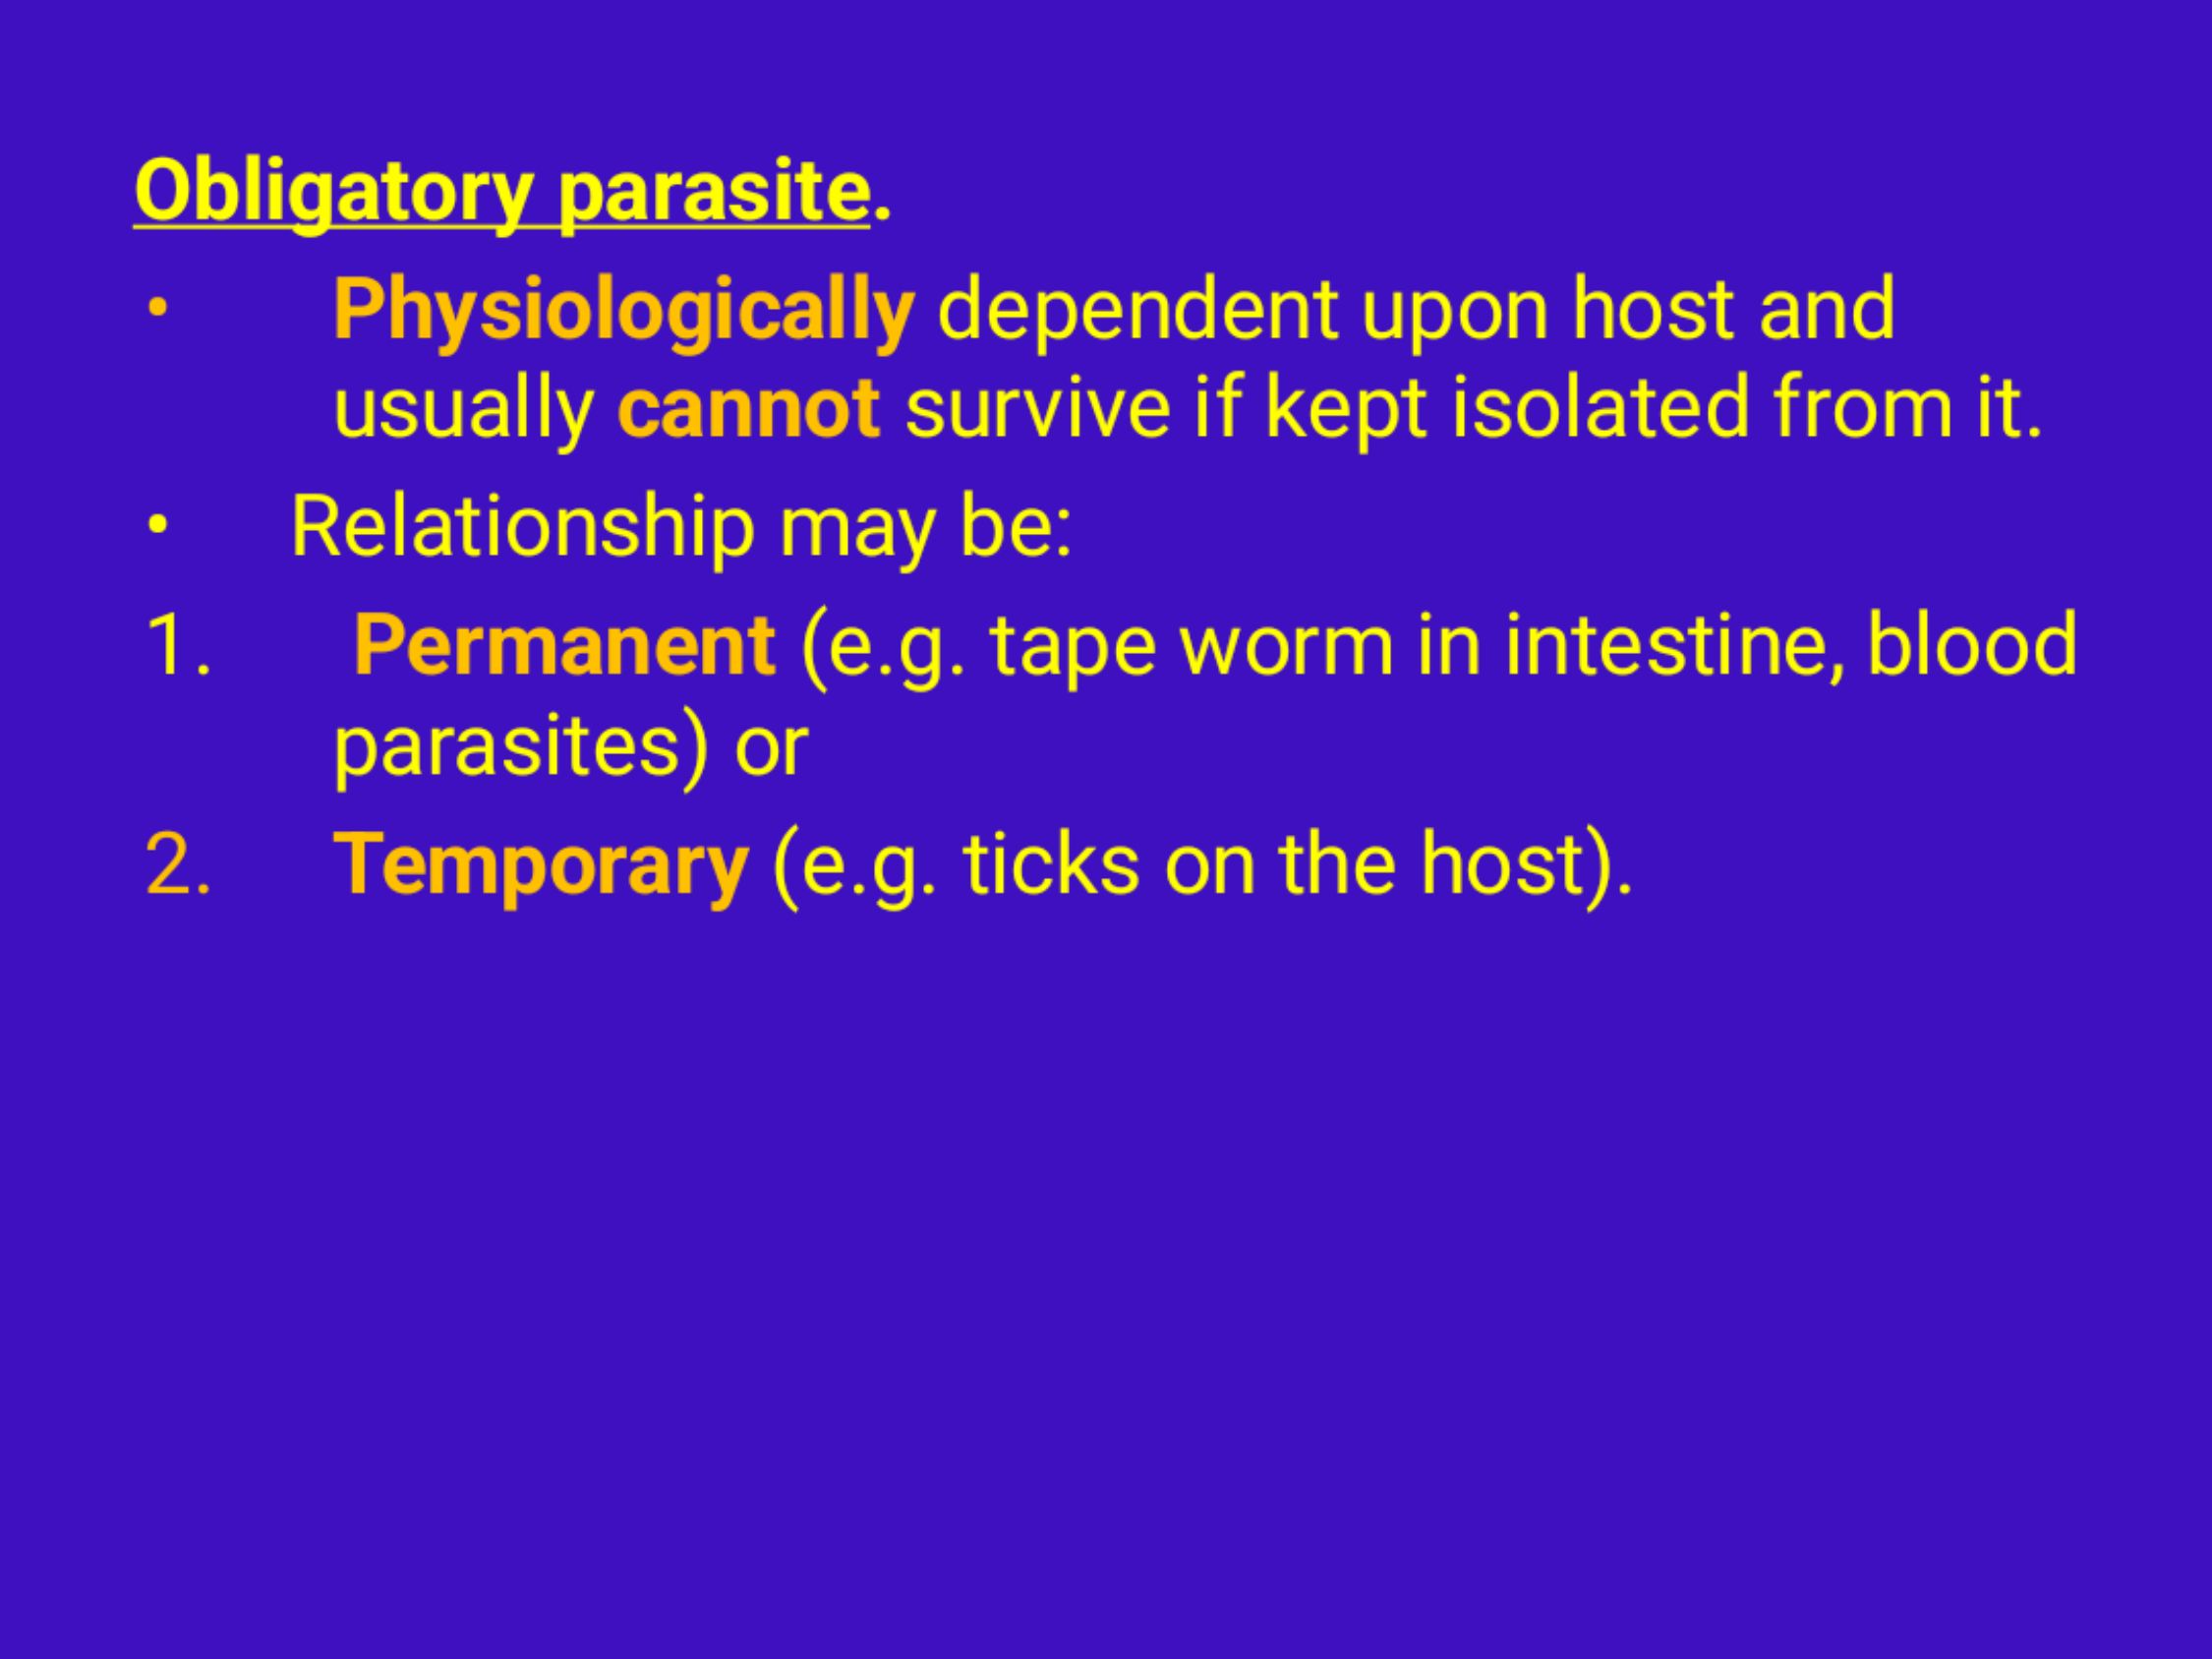 Obligatory parasite.
• Physiologically dependent upon host and
usually cannot survive if kept isolated from it.
• Relationship may be:
1. Permanent (e.g. tape worm in intestine, blood
parasites) or
2. Temporary (e.g. ticks on the host).